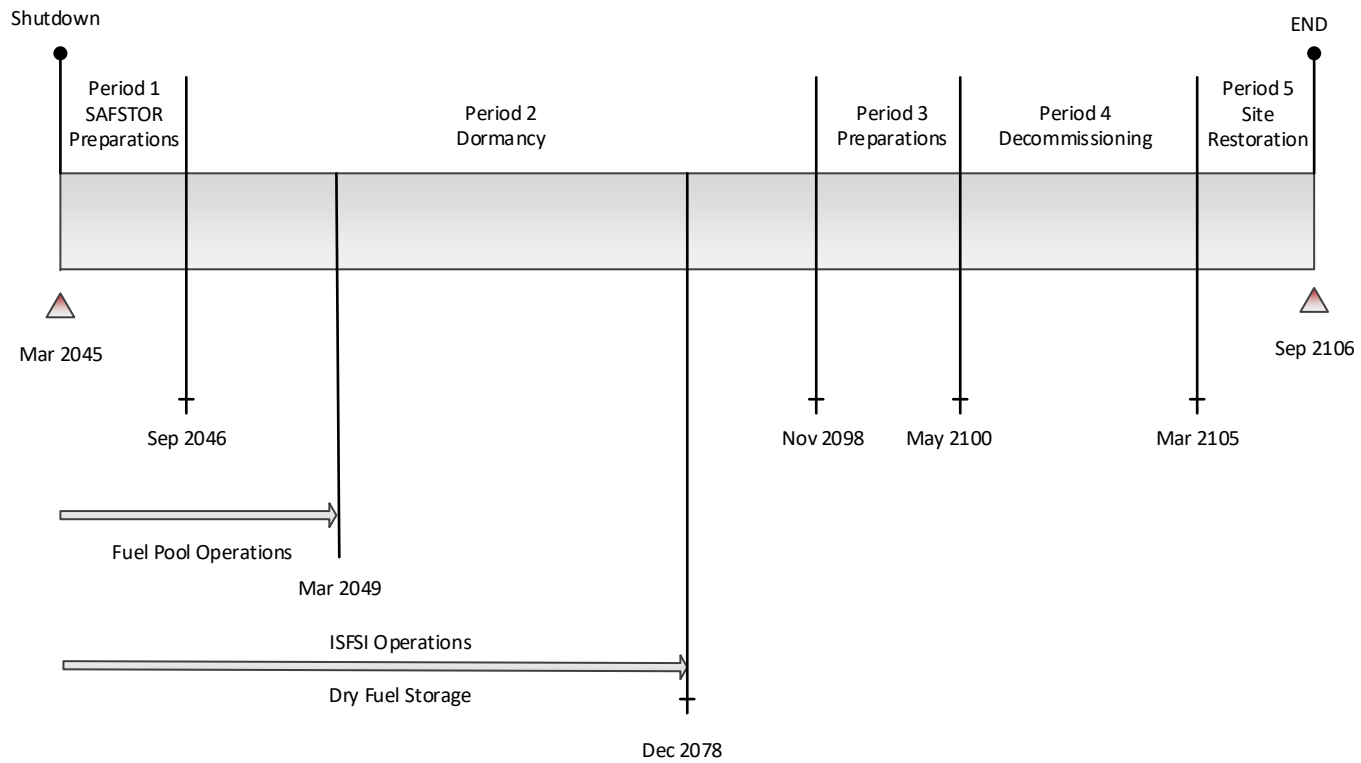 Shutdown
END
Period 1
SAFSTOR
Preparations
Period 2
Dormancy
Period 3
Preparations
Period 4
Decommissioning
Period 5
Site
Restoration
Mar 2045
Sep 2106
Sep 2046
Nov 2098
May 2100
Mar 2105
Fuel Pool Operations
Mar 2049
ISFSI Operations
Dry Fuel Storage
Dec 2078